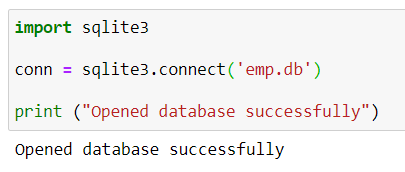 import sqlite3
conn = sqlite3.connect('emp.db')
print ("Opened database successfully")
Opened database successfully